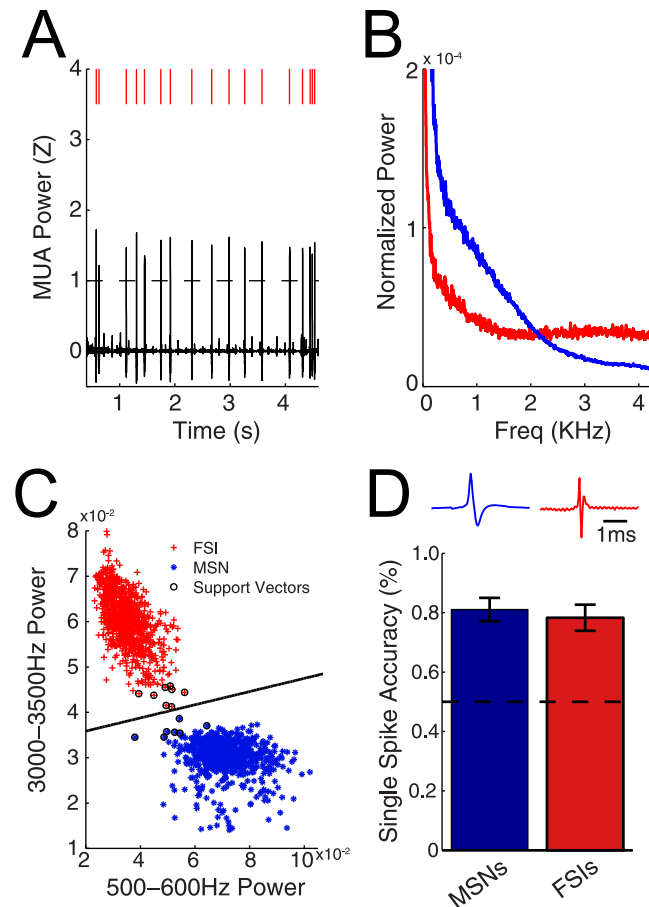 A
4
3
2
1
0
MUA Power (Z)
1 2 3 4
Time (s)
B
x 10⁻⁴
2
1
0
Normalized Power
0 1 2 3 4
Freq (KHz)
C
x10⁻²
8
7
6
5
4
3
2
1
3000–3500Hz Power
FSI
MSN
Support Vectors
2 4 6 8 10
x10⁻²
500–600Hz Power
D
1ms
1.0
0.8
0.6
0.4
0.2
0
Single Spike Accuracy (%)
MSNs
FSIs